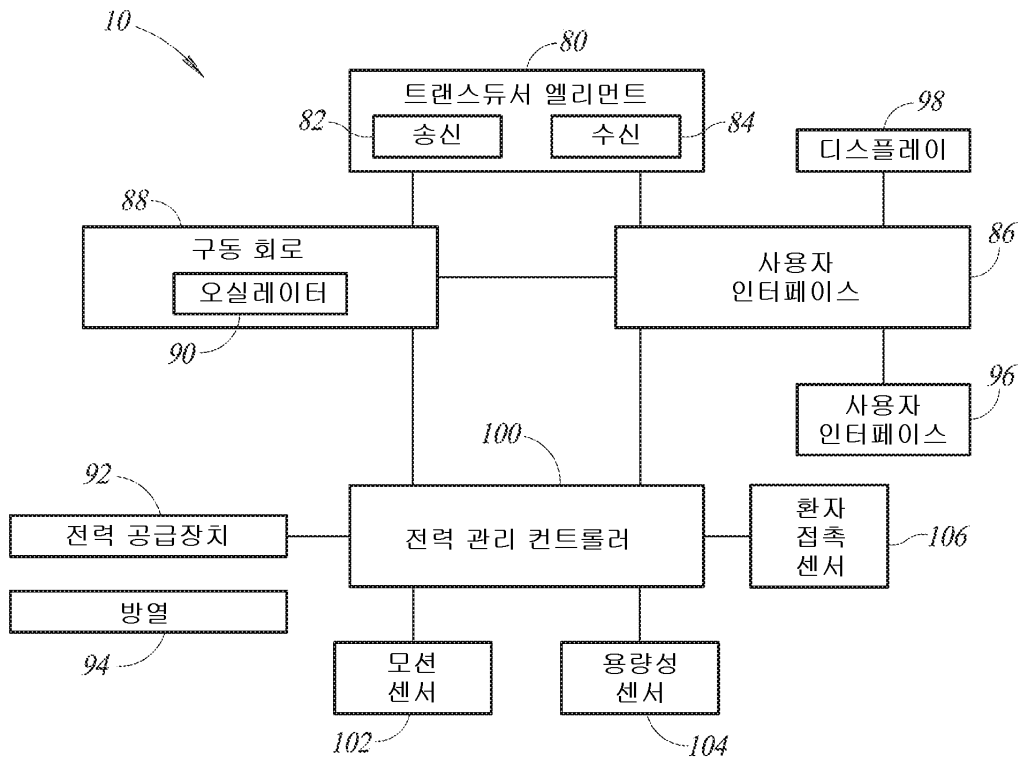 10
80
트랜스듀서 엘리먼트
82
송신
수신
84
98
디스플레이
88
구동 회로
오실레이터
90
86
사용자
인터페이스
96
사용자
인터페이스
100
92
전력 공급장치
전력 관리 컨트롤러
환자
접촉
센서
106
방열
94
모션
센서
102
용량성
센서
104